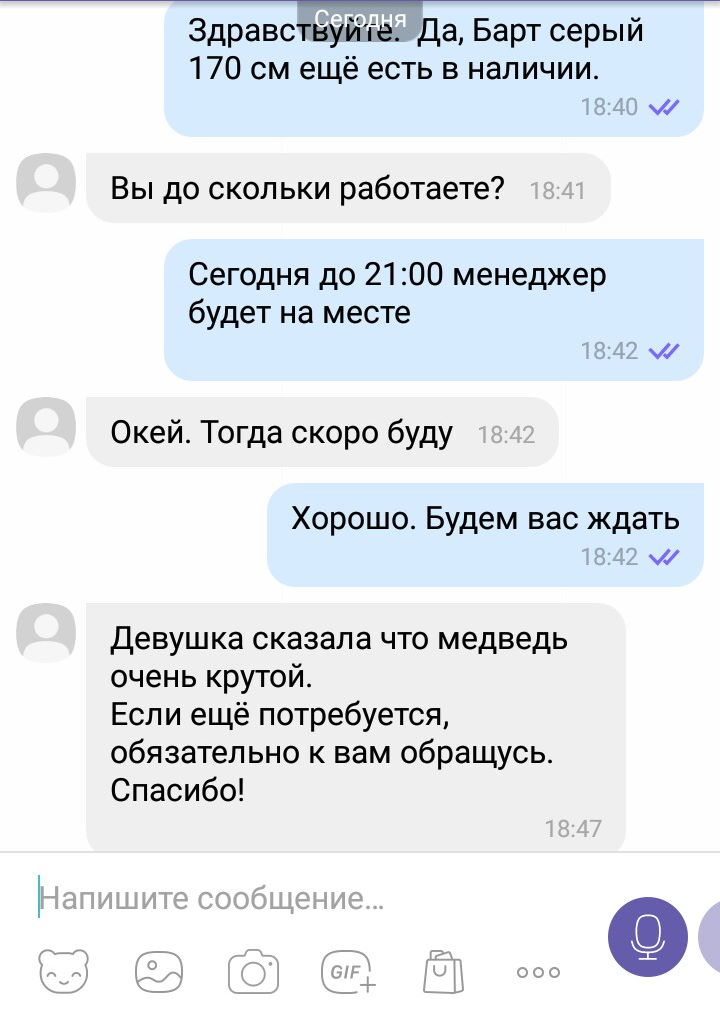 Сегодня
Здравствуйте. Да, Барт серый
170 см ещё есть в наличии.
18:40
Вы до скольки работаете? 18:41
Сегодня до 21:00 менеджер
будет на месте
18:42
Окей. Тогда скоро буду 18:42
Хорошо. Будем вас ждать
18:42
Девушка сказала что медведь
очень крутой.
Если ещё потребуется,
обязательно к вам обращусь.
Спасибо!
18:47
Напишите сообщение...
GIF